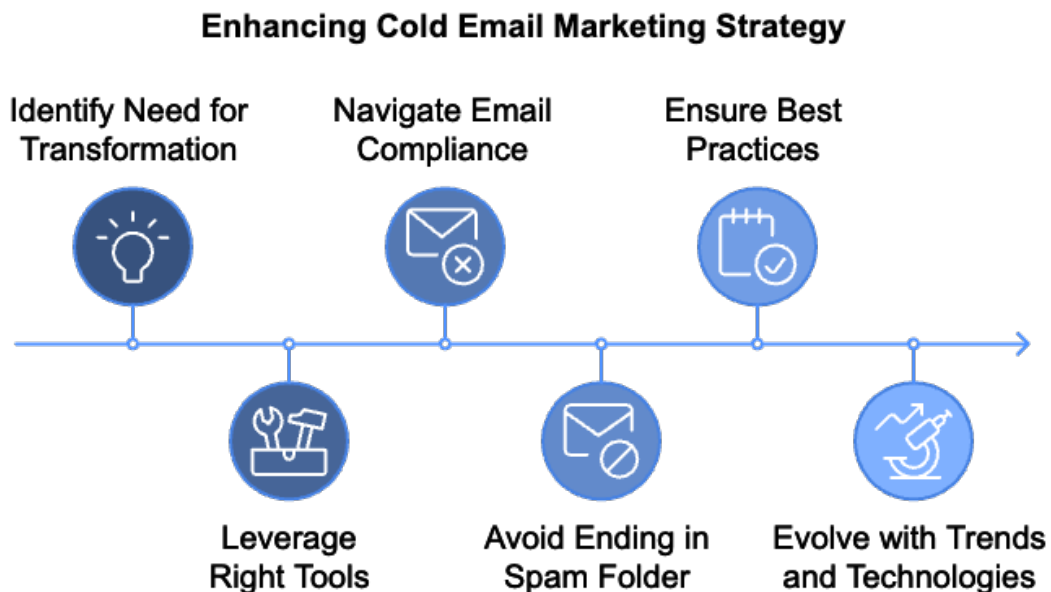 Enhancing Cold Email Marketing Strategy
Identify Need for
Transformation
Navigate Email
Compliance
Ensure Best
Practices
Leverage
Right Tools
Avoid Ending in
Spam Folder
Evolve with Trends
and Technologies